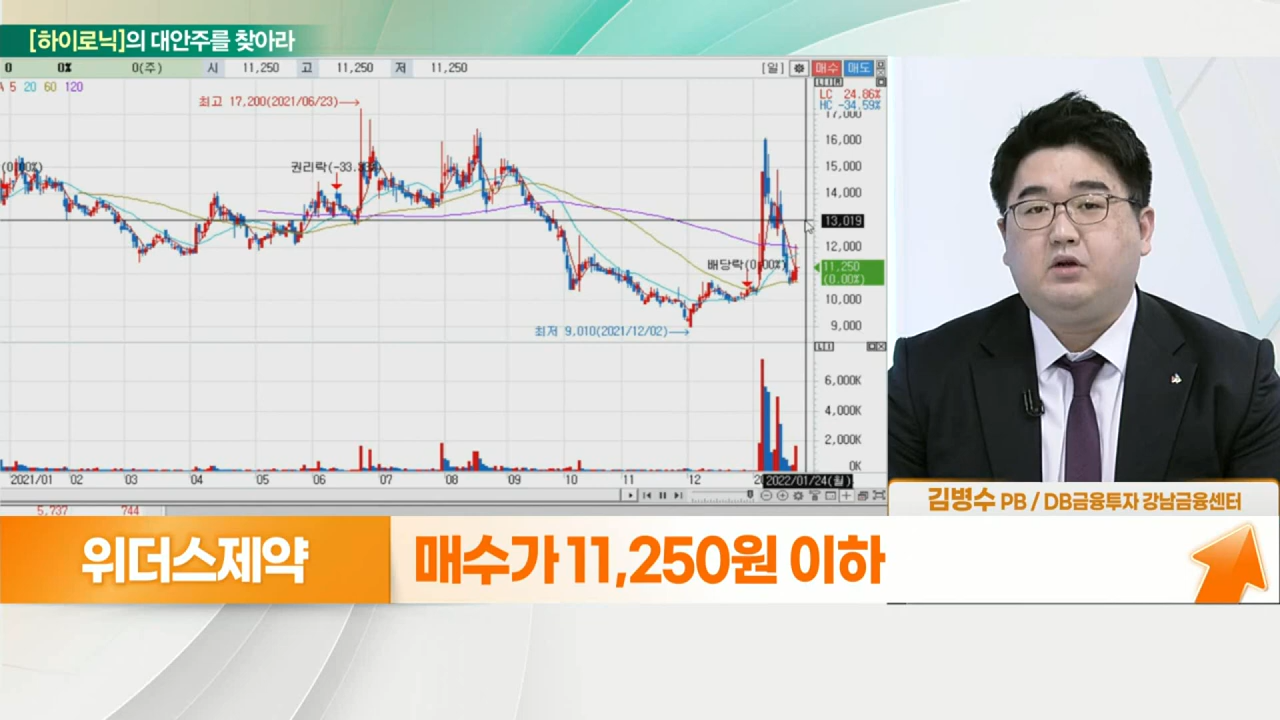 [하이로닉]의 대안주를 찾아라
0 0% 0(주) 시 11,250 고 11,250 저 11,250 [일] 매수 매도
A 5 20 60 120
LC 24.86%
HC -34.59%
최고 17,200(2021/06/23)
17,000
16,000
(0.00%)
권리락(-33.33%)
15,000
14,000
13,019
12,000
배당락(0.00%)
11,250
(0.00%)
10,000
최저 9,010(2021/12/02)
9,000
6,000K
4,000K
2,000K
0K
2021/01 02 03 04 05 06 07 08 09 10 11 12 2022/01/24(월)
5,737 744
김병수 PB / DB금융투자 강남금융센터
위더스제약
매수가 11,250원 이하